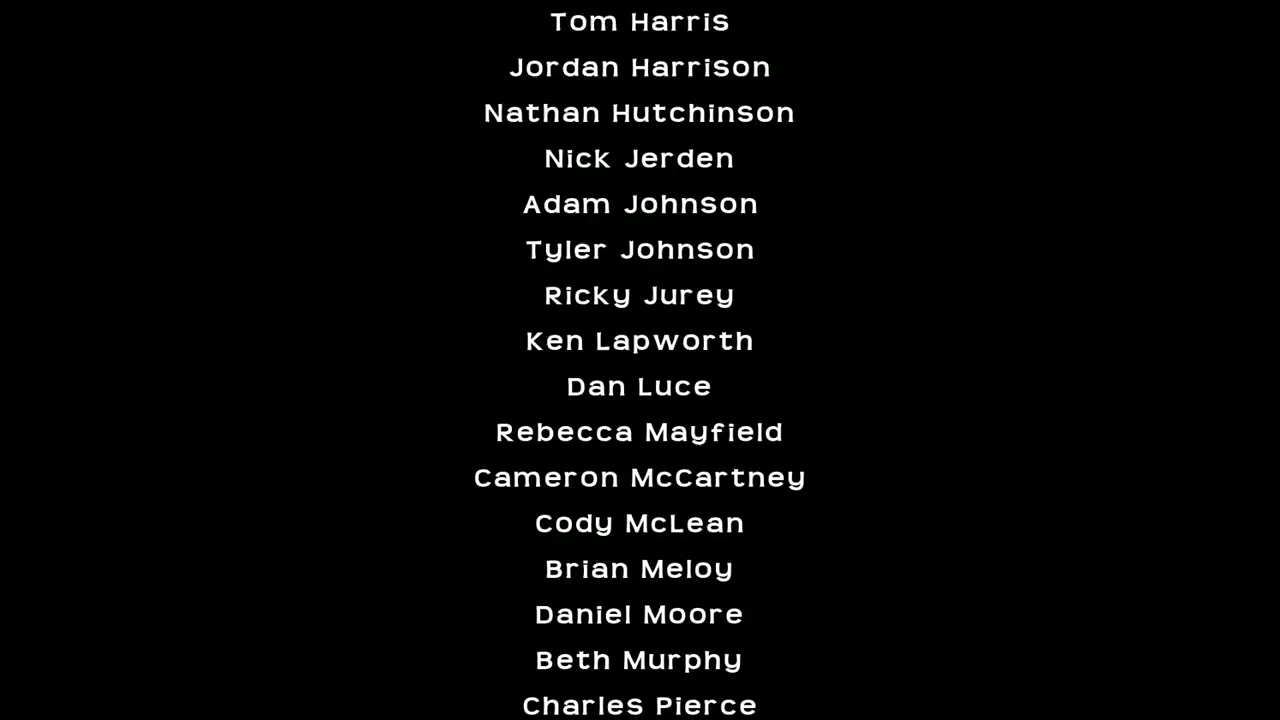 Tom Harris
Jordan Harrison
Nathan Hutchinson
Nick Jerden
Adam Johnson
Tyler Johnson
Ricky Jurey
Ken Lapworth
Dan Luce
Rebecca Mayfield
Cameron McCartney
Cody McLean
Brian Meloy
Daniel Moore
Beth Murphy
Charles Pierce